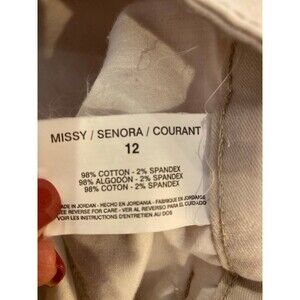 MISSY / SENORA / COURANT
12
98% COTTON - 2% SPANDEX
98% ALGODÓN - 2% SPANDEX
98% COTON - 2% SPANDEX
MADE IN JORDAN - HECHO EN JORDANIA - FABRIQUÉ EN JORDANIE
SEE REVERSE FOR CARE - VER AL REVERSO PARA EL CUIDADO
VOIR LES INSTRUCTIONS D'ENTRETIEN AU DOS